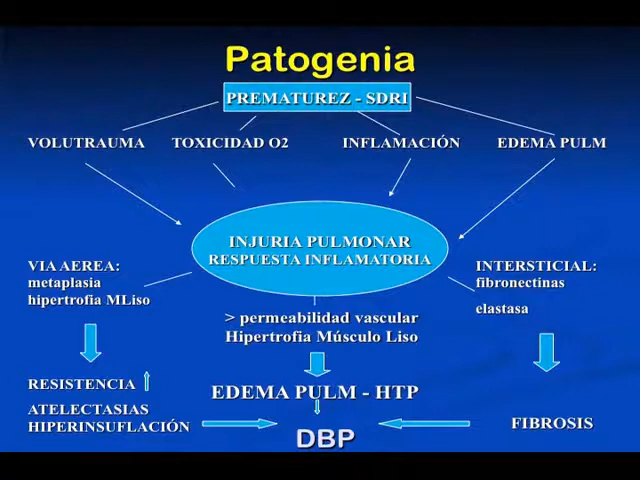 Patogenia
PREMATUREZ - SDRI
VOLUTRAUMA
TOXICIDAD O2
INFLAMACIÓN
EDEMA PULM
INJURIA PULMONAR
RESPUESTA INFLAMATORIA
VIA AEREA:
metaplasia
hipertrofia MLiso
INTERSTICIAL:
fibronectinas
elastasa
> permeabilidad vascular
Hipertrofia Músculo Liso
RESISTENCIA
ATELECTASIAS
HIPERINSUFLACIÓN
EDEMA PULM - HTP
FIBROSIS
DBP